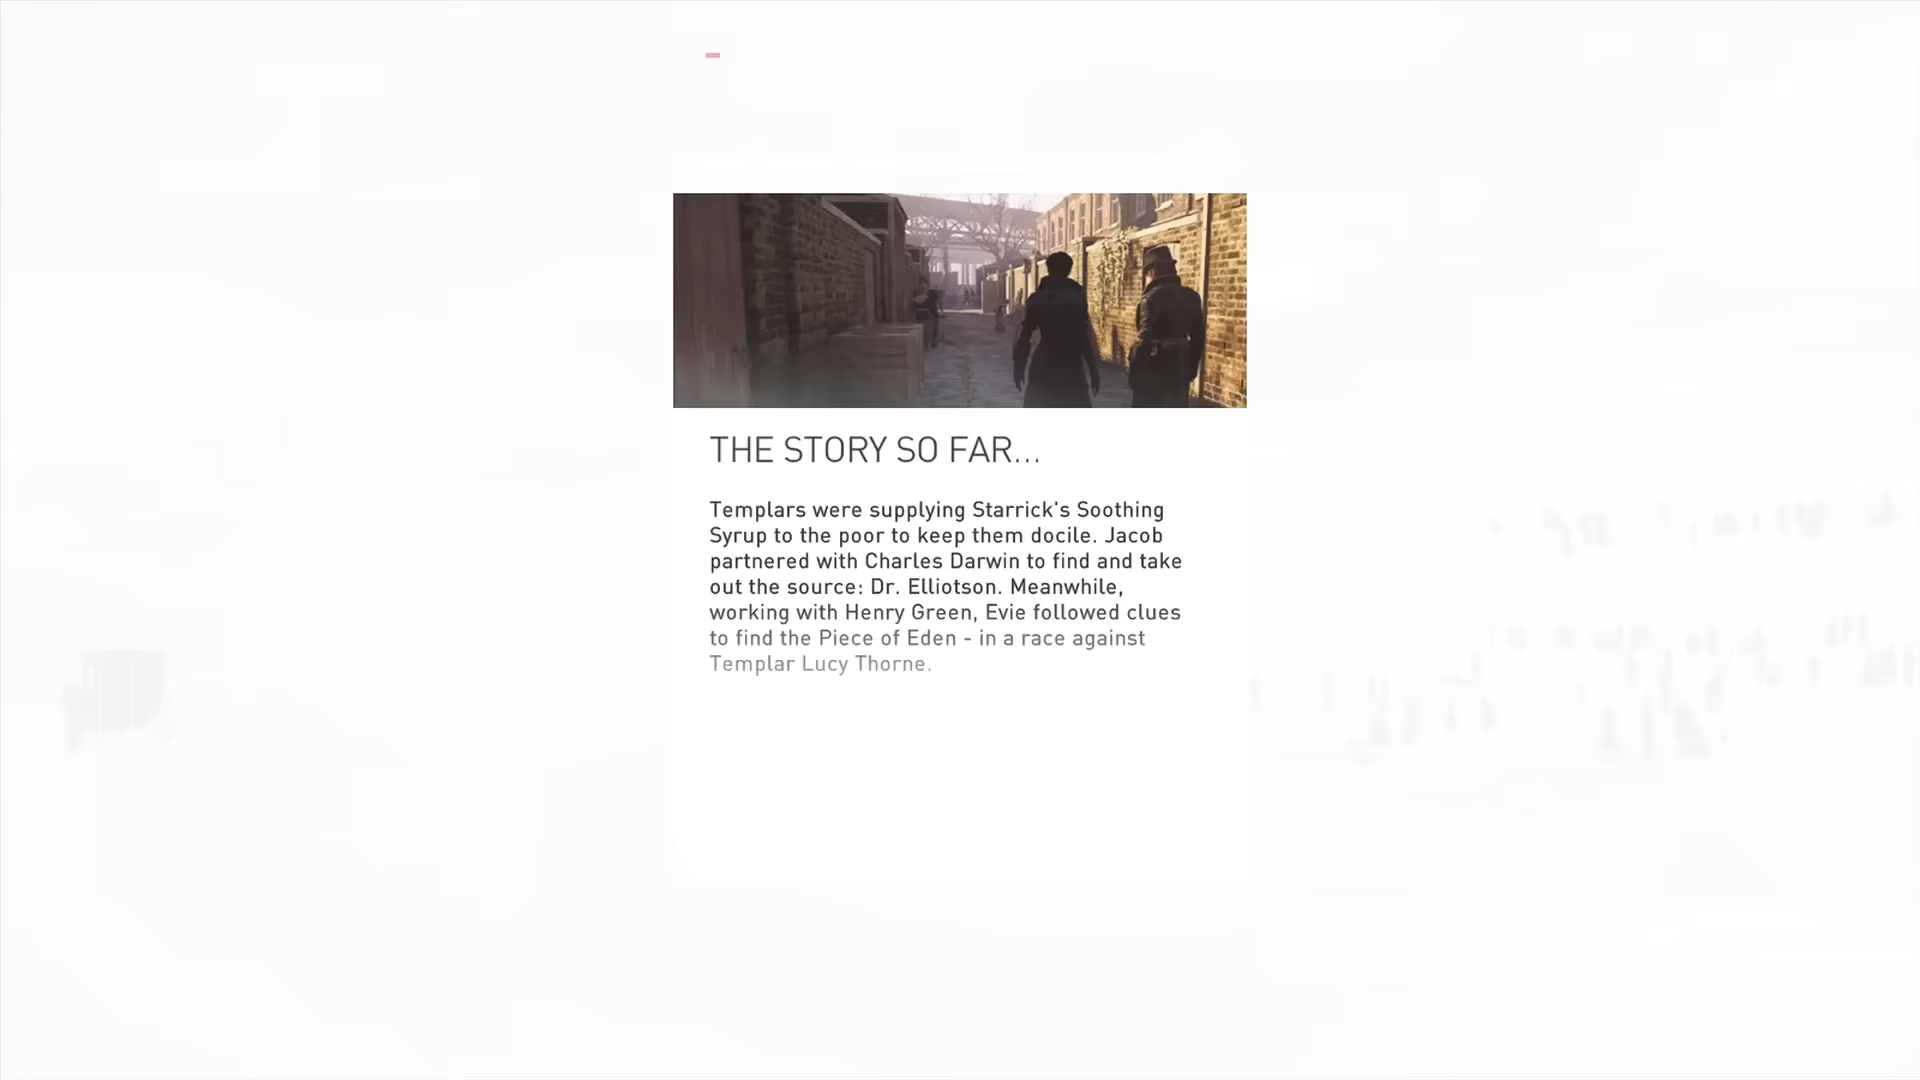 THE STORY SO FAR...
Templars were supplying Starrick's Soothing
Syrup to the poor to keep them docile. Jacob
partnered with Charles Darwin to find and take
out the source: Dr. Elliotson. Meanwhile,
working with Henry Green, Evie followed clues
to find the Piece of Eden - in a race against
Templar Lucy Thorne.